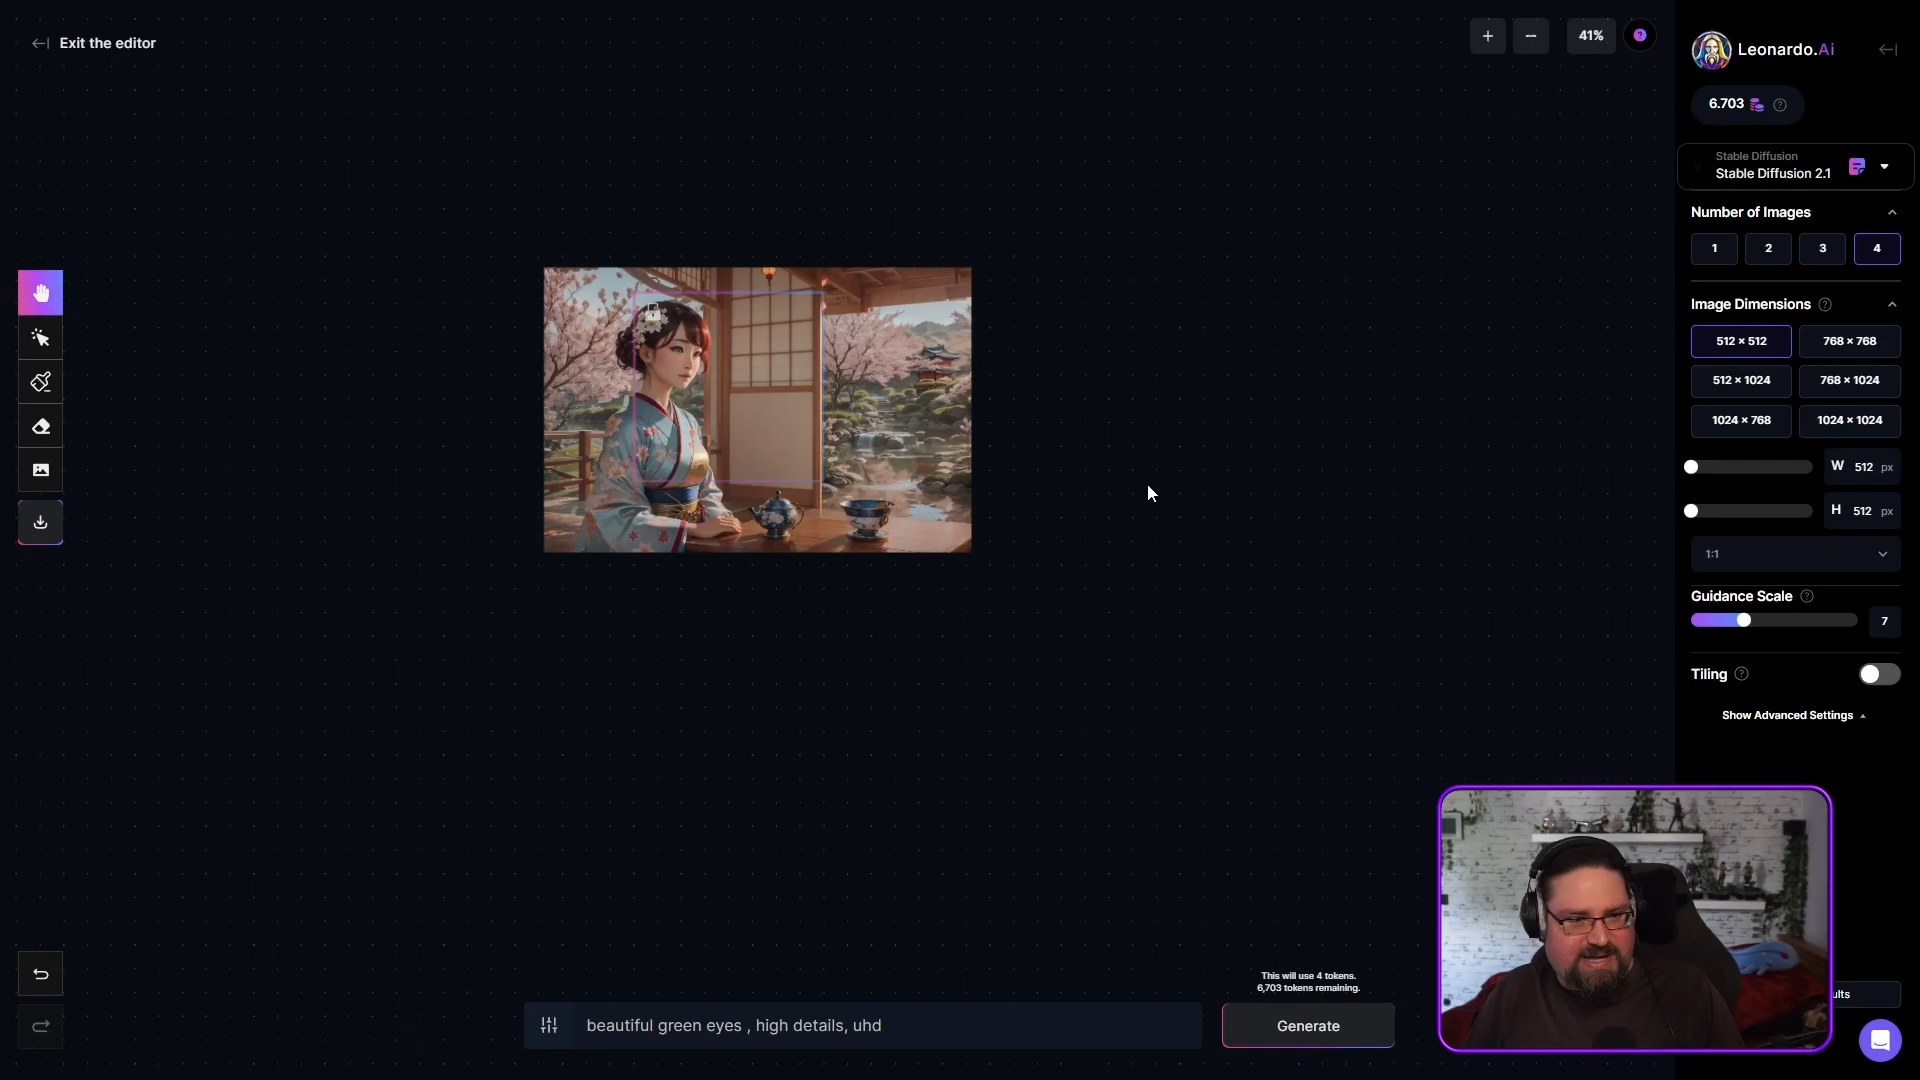 Exit the editor
41%
Leonardo.Ai
6.703
Stable Diffusion
Stable Diffusion 2.1
Number of Images
1 2 3 4
Image Dimensions
512 × 512 768 × 768
512 × 1024 768 × 1024
1024 × 768 1024 × 1024
W 512 px
H 512 px
1:1
Guidance Scale
7
Tiling
Show Advanced Settings
This will use 4 tokens.
6,703 tokens remaining.
beautiful green eyes , high details, uhd
Generate
ults